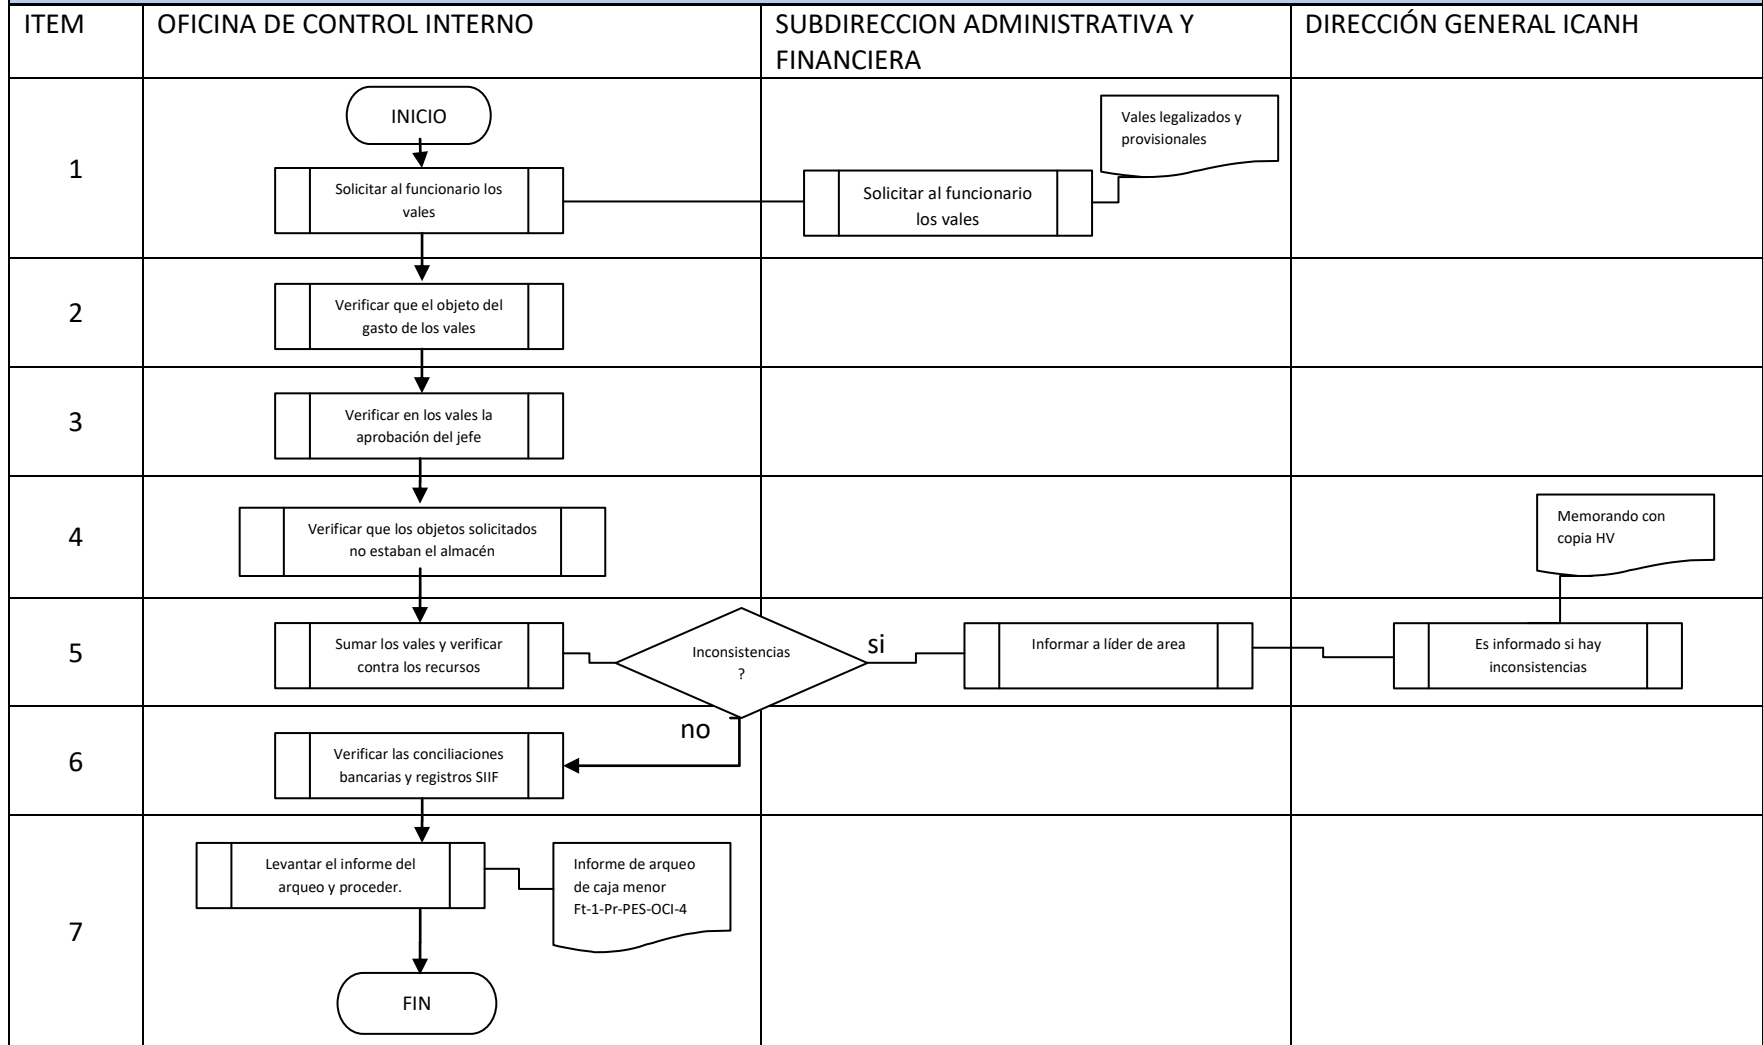 ITEM
OFICINA DE CONTROL INTERNO
SUBDIRECCION ADMINISTRATIVA Y
FINANCIERA
DIRECCIÓN GENERAL ICANH
1
INICIO
Solicitar al funcionario los
vales
Solicitar al funcionario
los vales
Vales legalizados y
provisionales
2
Verificar que el objeto del
gasto de los vales
3
Verificar en los vales la
aprobación del jefe
4
Verificar que los objetos solicitados
no estaban el almacén
Memorando con
copia HV
5
Sumar los vales y verificar
contra los recursos
Inconsistencias
?
si
Informar a líder de area
Es informado si hay
inconsistencias
no
6
Verificar las conciliaciones
bancarias y registros SIIF
7
Levantar el informe del
arqueo y proceder.
Informe de arqueo
de caja menor
Ft-1-Pr-PES-OCI-4
FIN